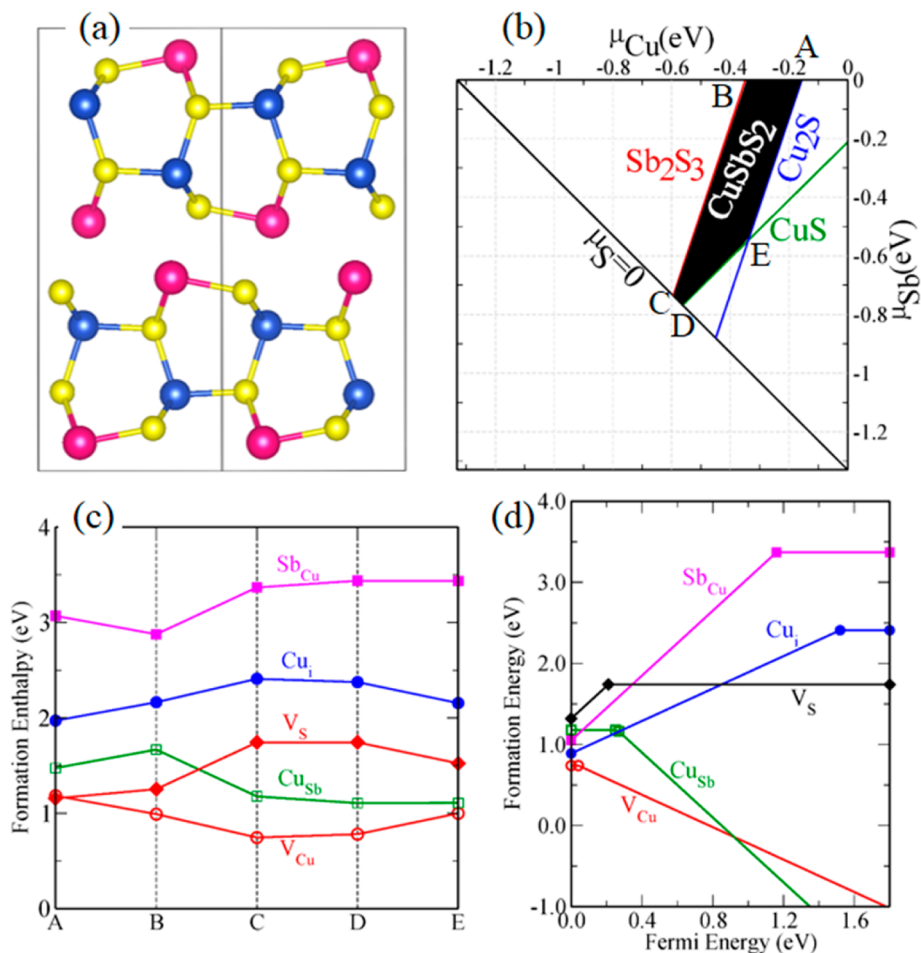 (a)
(b)
μCu(eV)
-1.2 -1 -0.8 -0.6 -0.4 -0.2 0
A
B
Sb2S3
CuSbS2
Cu2S
CuS
μS=0
C
D
E
-0.2
-0.4
-0.6
-0.8
-1
-1.2
μSb(eV)
(c)
Formation Enthalpy (eV)
4
3
2
1
0
SbCu
Cui
VS
CuSb
VCu
A B C D E
(d)
Formation Energy (eV)
4.0
3.0
2.0
1.0
0.0
-1.0
SbCu
Cui
VS
CuSb
VCu
0.0 0.4 0.8 1.2 1.6
Fermi Energy (eV)